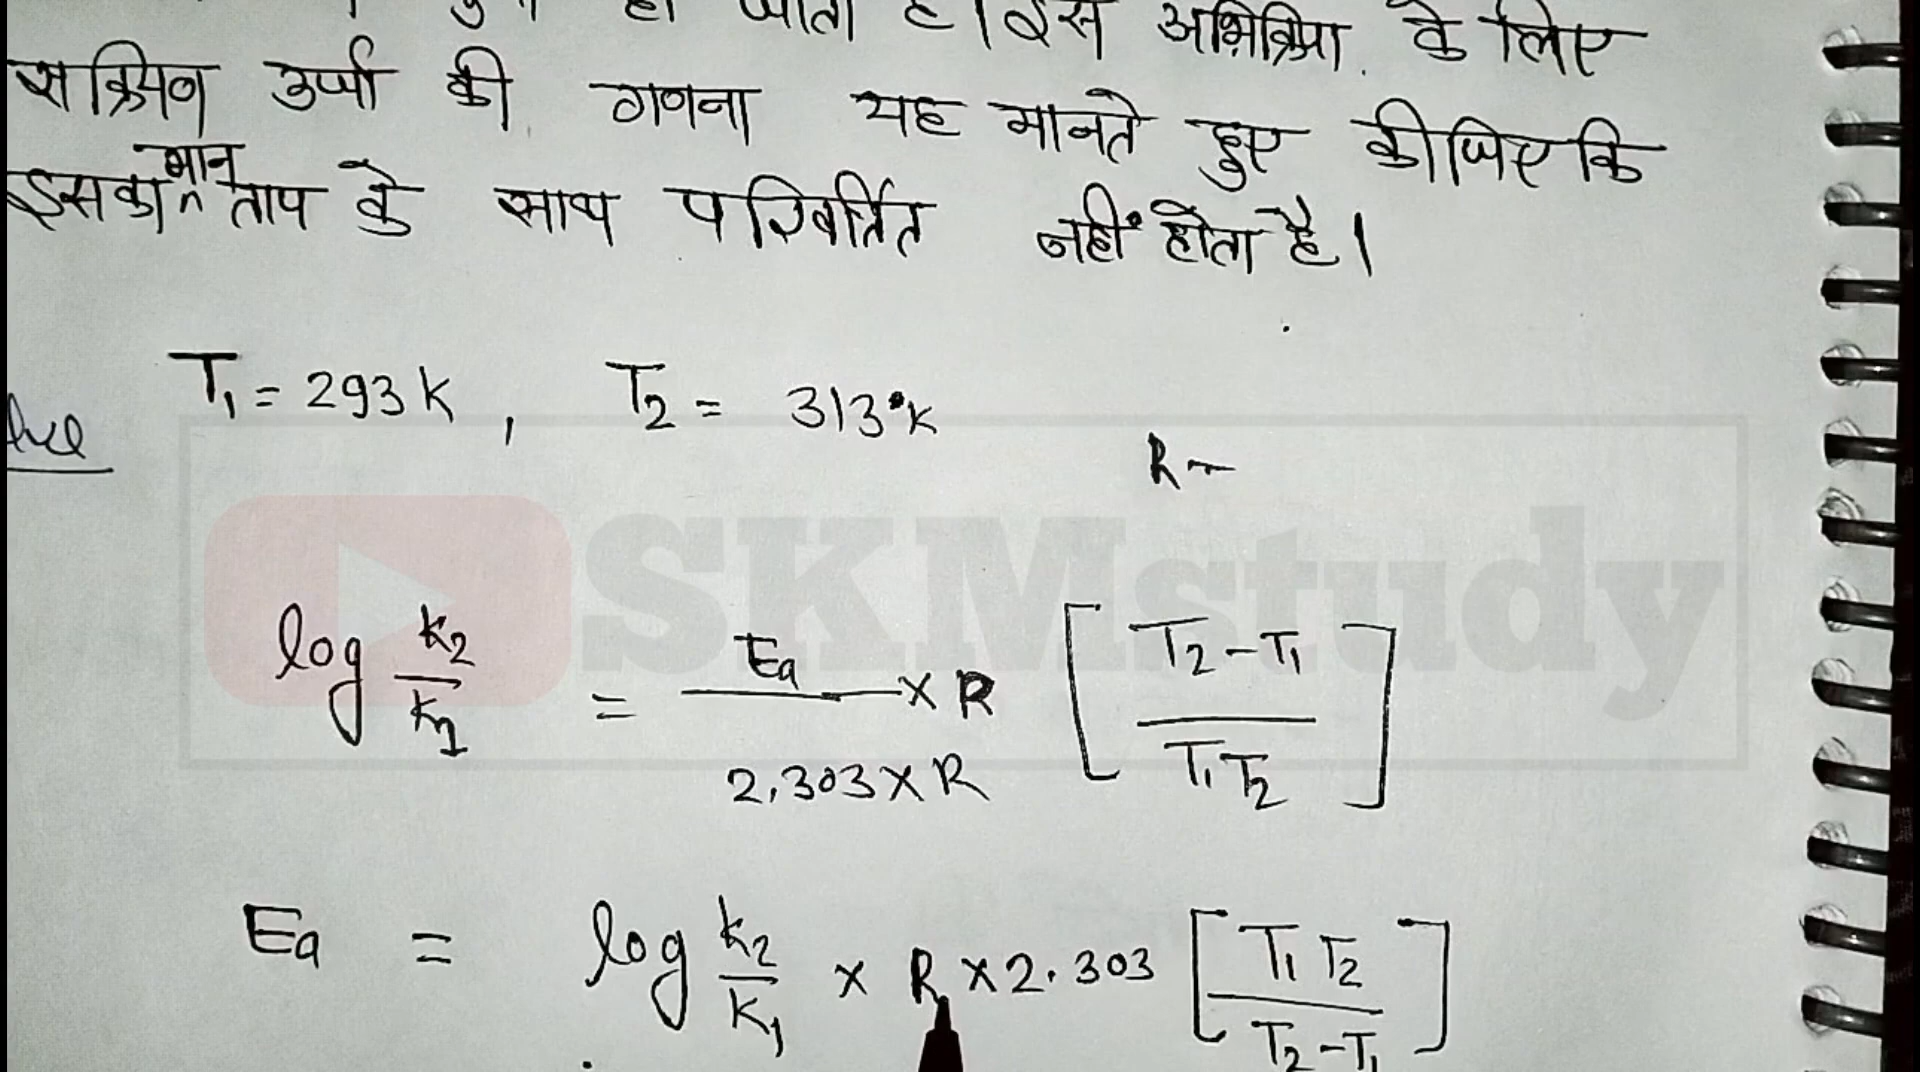 हो जाता है। इस अभिक्रिया के लिए
सक्रियण उर्जा की गणना यह मानते हुए कीजिए कि
इसका मान ताप के साथ परिवर्तित नहीं होता है।
T₁ = 293 K , T₂ = 313°K
R =
SKMstudy
log K₂/K₁ = Ea/2.303×R × R [T₂-T₁/T₁T₂]
Ea = log K₂/K₁ × R × 2.303 [T₁T₂/T₂-T₁]